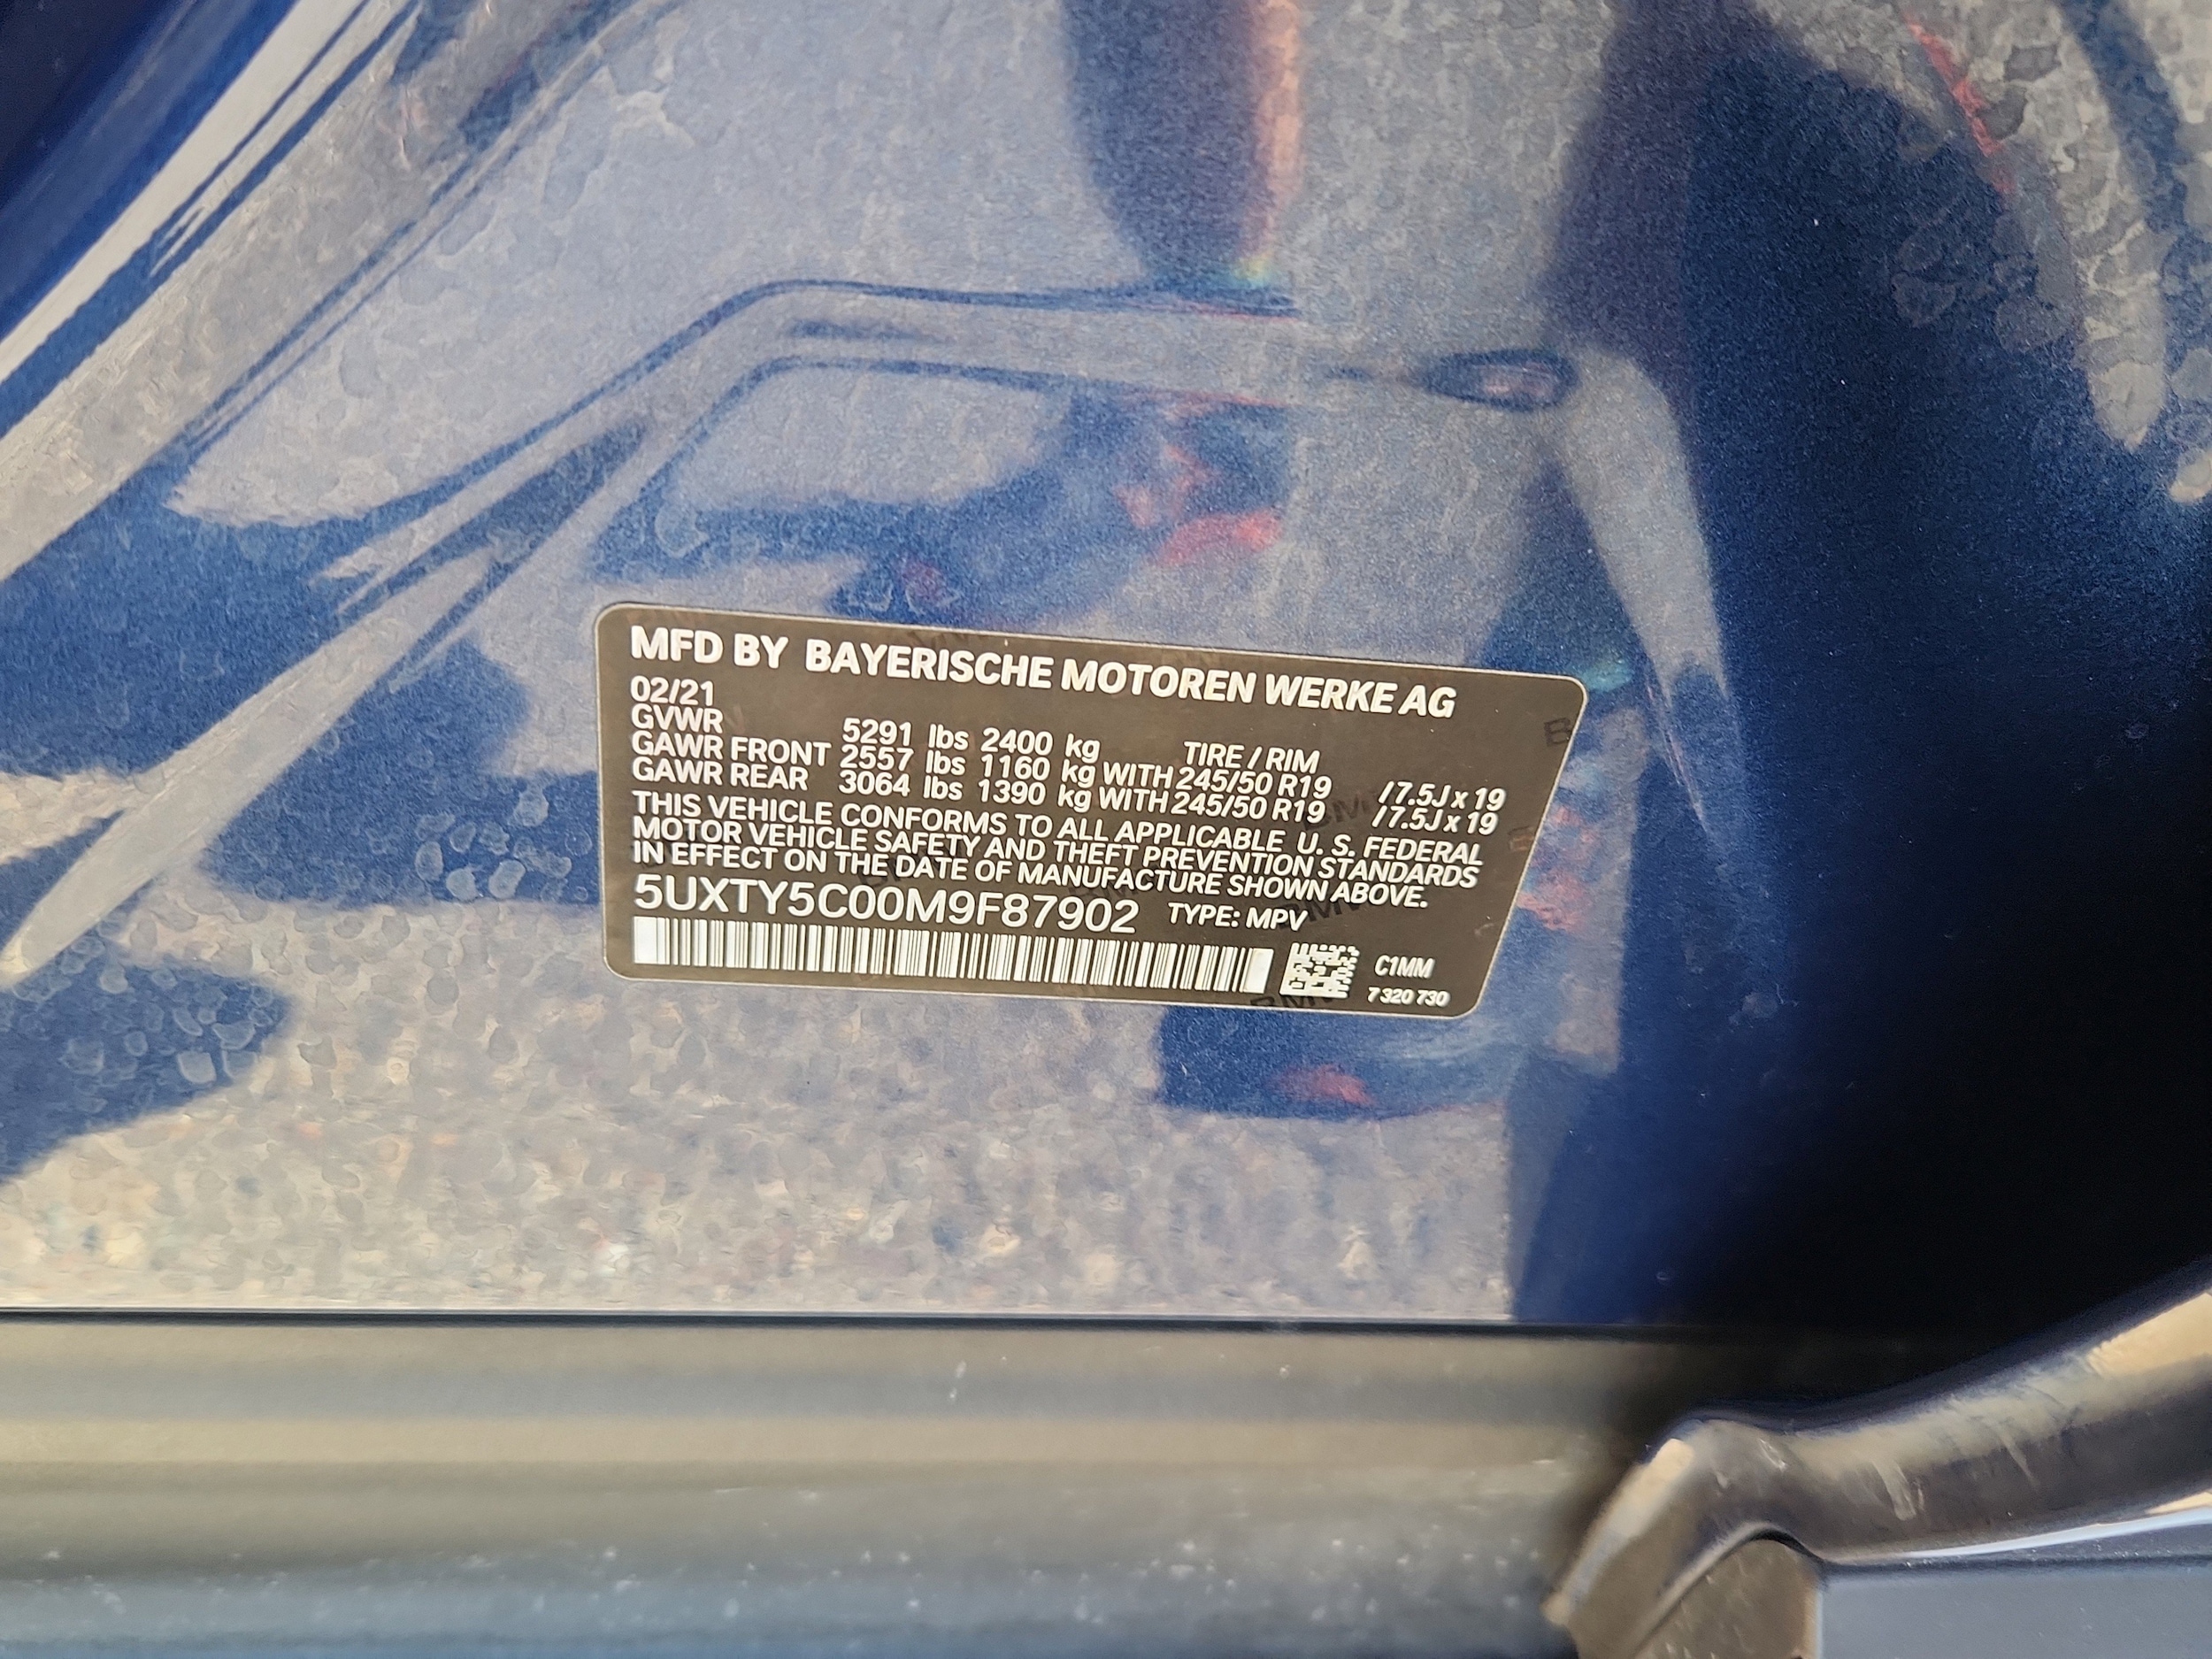 MFD BY BAYERISCHE MOTOREN WERKE AG
02/21
GVWR 5291 lbs 2400 kg TIRE / RIM
GAWR FRONT 2557 lbs 1160 kg WITH 245/50 R19 / 7.5J x 19
GAWR REAR 3064 lbs 1390 kg WITH 245/50 R19 / 7.5J x 19
THIS VEHICLE CONFORMS TO ALL APPLICABLE U. S. FEDERAL
MOTOR VEHICLE SAFETY AND THEFT PREVENTION STANDARDS
IN EFFECT ON THE DATE OF MANUFACTURE SHOWN ABOVE.
5UXTY5C00M9F87902 TYPE: MPV
C1MM
7 320 730